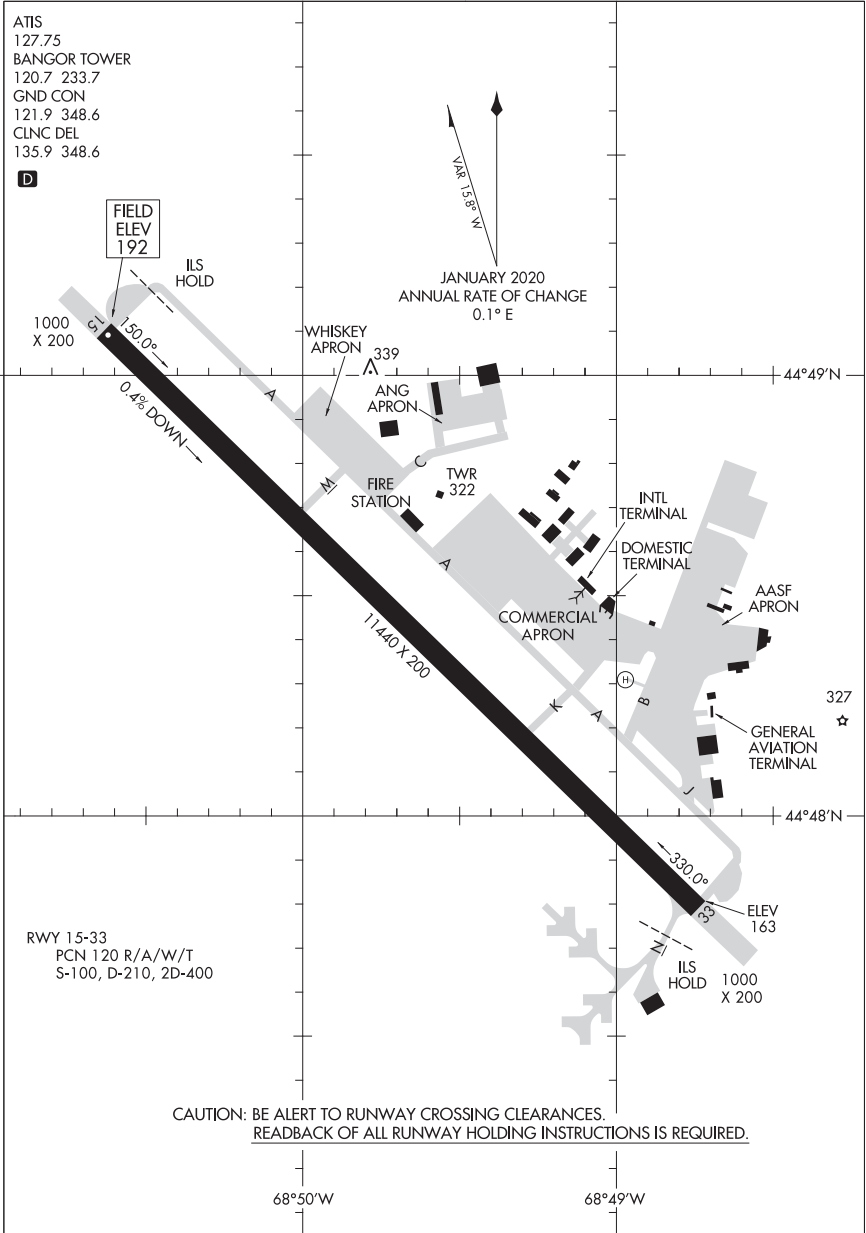 ATIS
127.75
BANGOR TOWER
120.7 233.7
GND CON
121.9 348.6
CLNC DEL
135.9 348.6
D
FIELD
ELEV
192
ILS
HOLD
VAR 15.8° W
JANUARY 2020
ANNUAL RATE OF CHANGE
0.1° E
1000
X 200
15
150.0°
0.4% DOWN
A
WHISKEY
APRON
339
ANG
APRON
44°49'N
C
M
FIRE
STATION
TWR
322
A
INTL
TERMINAL
DOMESTIC
TERMINAL
AASF
APRON
COMMERCIAL
APRON
11440 X 200
H
K
A
B
327
GENERAL
AVIATION
TERMINAL
J
44°48'N
330.0°
33
ELEV
163
N
ILS
HOLD
1000
X 200
RWY 15-33
PCN 120 R/A/W/T
S-100, D-210, 2D-400
CAUTION: BE ALERT TO RUNWAY CROSSING CLEARANCES.
READBACK OF ALL RUNWAY HOLDING INSTRUCTIONS IS REQUIRED.
68°50'W
68°49'W